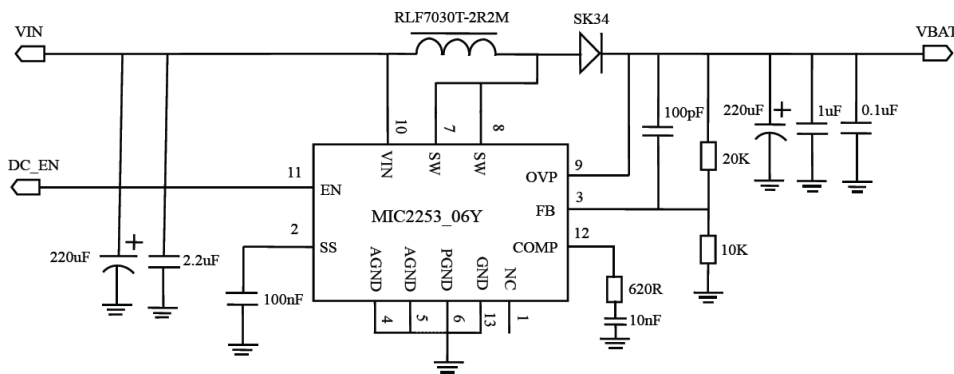 RLF7030T-2R2M
SK34
VIN
VBAT
10
7
8
100pF
220uF
+
1uF
0.1uF
DC_EN
11
VIN
SW
SW
9
20K
EN
OVP
3
FB
MIC2253_06Y
2
12
SS
COMP
10K
+
220uF
2.2uF
AGND
AGND
PGND
GND
NC
100nF
620R
10nF
4
5
6
13
1